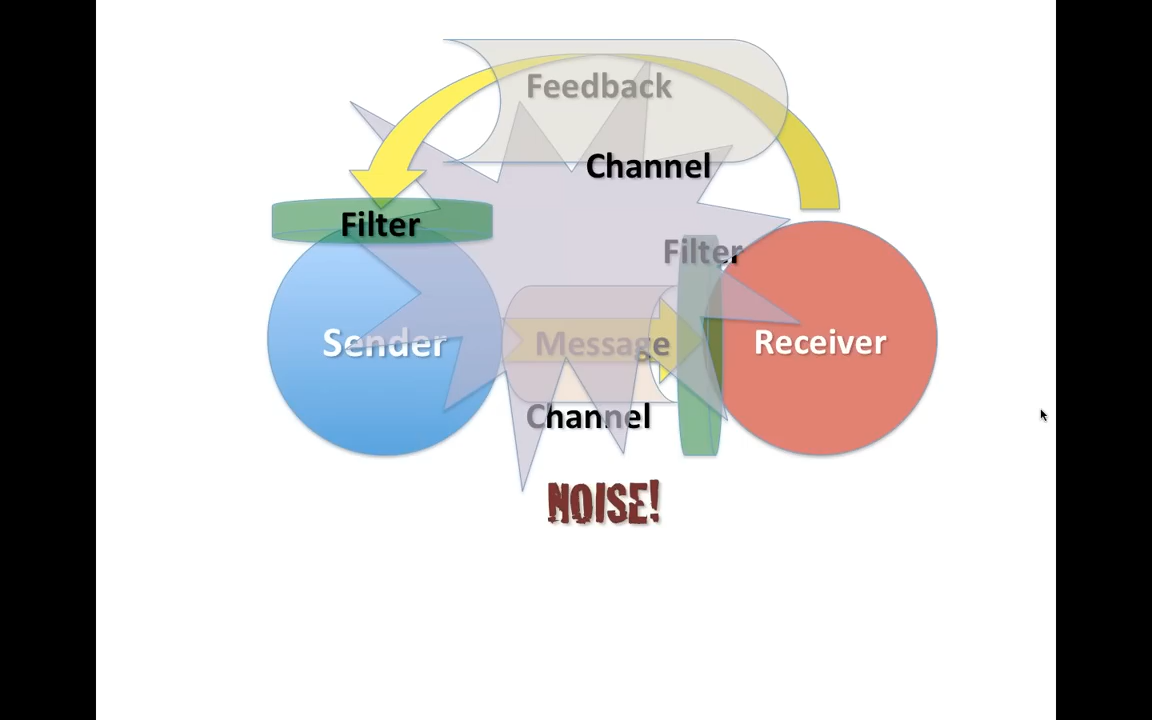 Feedback
Channel
Filter
Filter
Sender
Message
Receiver
Channel
NOISE!